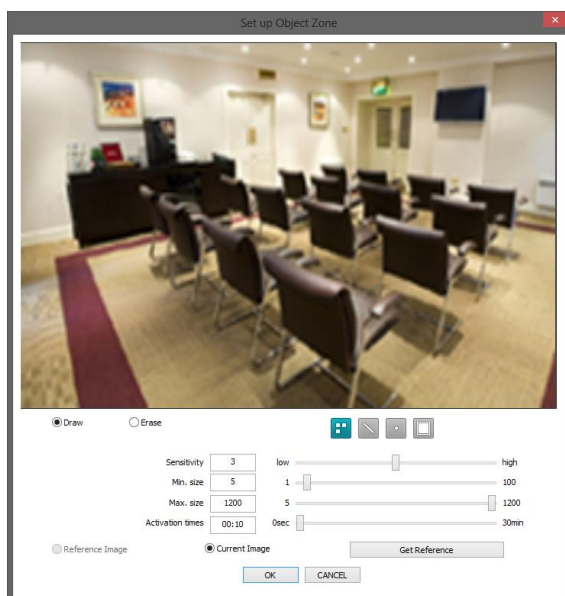 Set up Object Zone
Draw Erase
Sensitivity 3 low high
Min. size 5 1 100
Max. size 1200 5 1200
Activation times 00:10 0sec 30min
Reference Image Current Image Get Reference
OK CANCEL